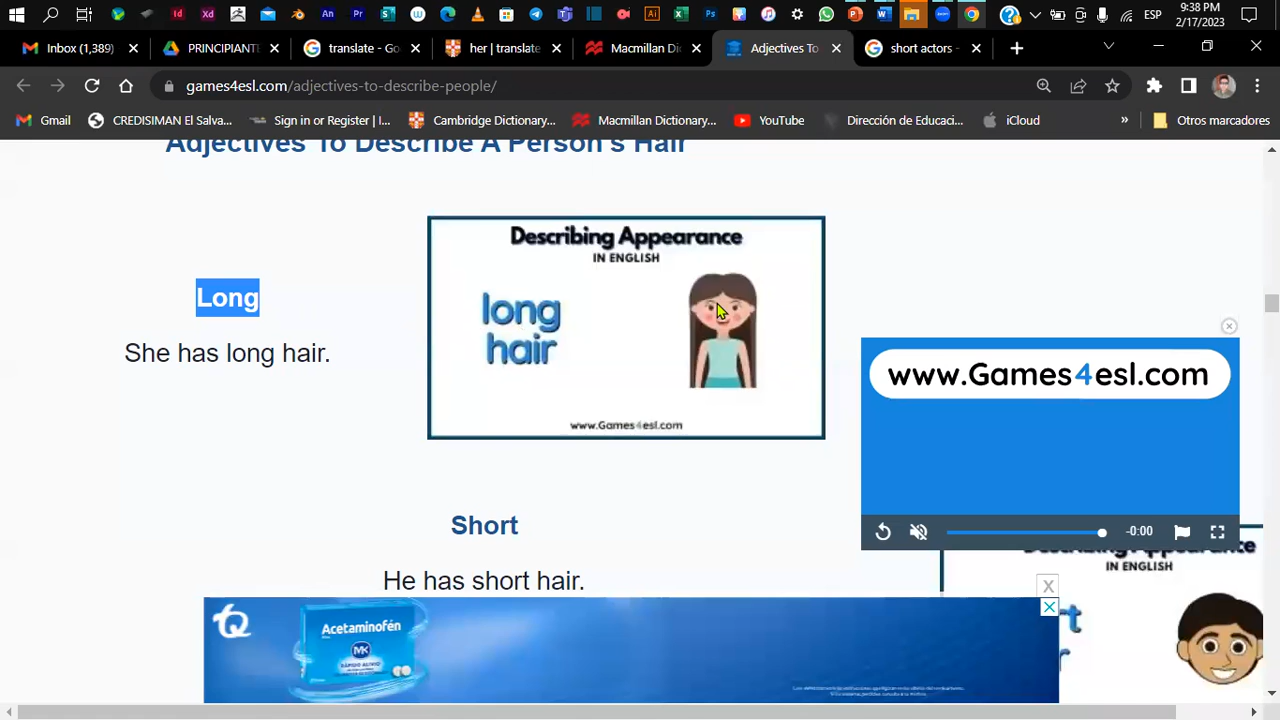 9:38 PM
ESP
2/17/2023
Inbox (1,389)
PRINCIPIANT
translate - Go
her | translate
Macmillan Dic
Adjectives To
short actors -
games4esl.com/adjectives-to-describe-people/
Gmail
CREDISIMAN El Salva...
Sign in or Register | I...
Cambridge Dictionary...
Macmillan Dictionary...
YouTube
Dirección de Educaci...
iCloud
»
Otros marcadores
Adjectives To Describe A Person's Hair
Long
She has long hair.
Describing Appearance
IN ENGLISH
long
hair
www.Games4esl.com
www.Games4esl.com
-0:00
Short
He has short hair.
Describing Appearance
IN ENGLISH
Acetaminofén
MK
RÁPIDO ALIVIO
X